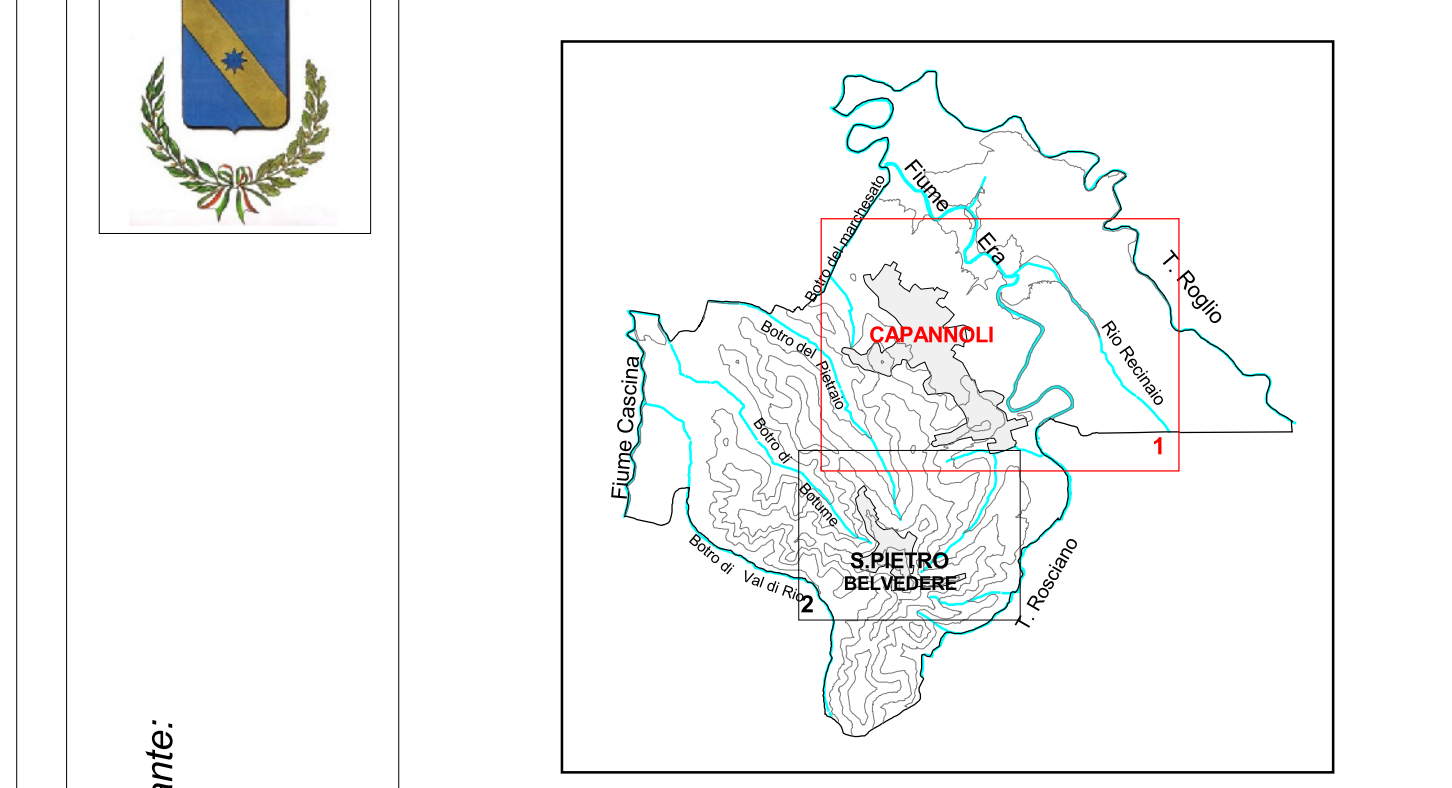 Fiume
Era
Botro del marchesato
T. Roglio
CAPANNOLI
Botro del
Pietraio
Rio Recinaio
Fiume Cascina
1
Botro di
Botume
S.PIETRO
BELVEDERE
Botro di
Val di Rio
2
T. Rosciano
ante: